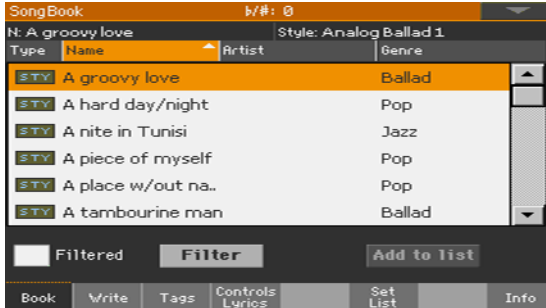 SongBook ♭/#: 0
N: A groovy love Style: Analog Ballad 1
Type Name Artist Genre
STY A groovy love Ballad
STY A hard day/night Pop
STY A nite in Tunisi Jazz
STY A piece of myself Pop
STY A place w/out na.. Pop
STY A tambourine man Ballad
Filtered Filter Add to list
Book Write Tags Controls Lyrics Set List Info